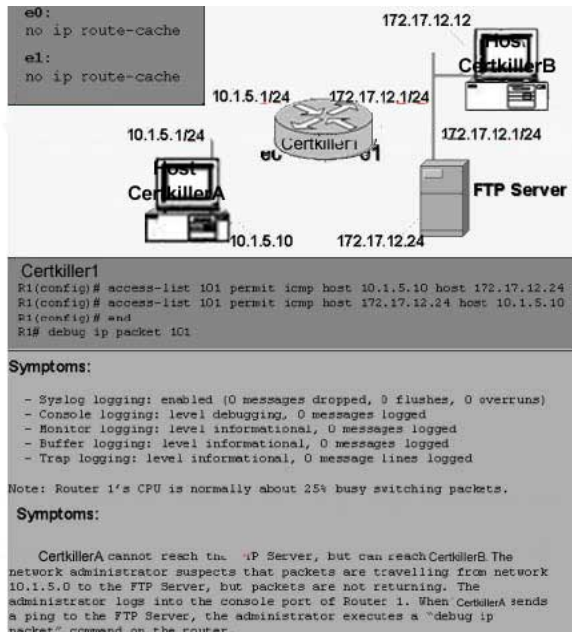 e0:
no ip route-cache
e1:
no ip route-cache
172.17.12.12
Host
CertkillerB
10.1.5.1/24
172.17.12.1/24
10.1.5.1/24
Certkiller1
e0
e1
172.17.12.1/24
Host
CertkillerA
FTP Server
10.1.5.10
172.17.12.24
Certkiller1
R1(config)# access-list 101 permit icmp host 10.1.5.10 host 172.17.12.24
R1(config)# access-list 101 permit icmp host 172.17.12.24 host 10.1.5.10
R1(config)# end
R1# debug ip packet 101
Symptoms:
- Syslog logging: enabled (0 messages dropped, 0 flushes, 0 overruns)
- Console logging: level debugging, 0 messages logged
- Monitor logging: level informational, 0 messages logged
- Buffer logging: level informational, 0 messages logged
- Trap logging: level informational, 0 message lines logged
Note: Router 1's CPU is normally about 25% busy switching packets.
Symptoms:
CertkillerA cannot reach the Server, but can reach CertkillerB. The
network administrator suspects that packets are travelling from network
10.1.5.0 to the FTP Server, but packets are not returning. The
administrator logs into the console port of Router 1. When CertkillerA sends
a ping to the FTP Server, the administrator executes a "debug ip
packet" command on the router.